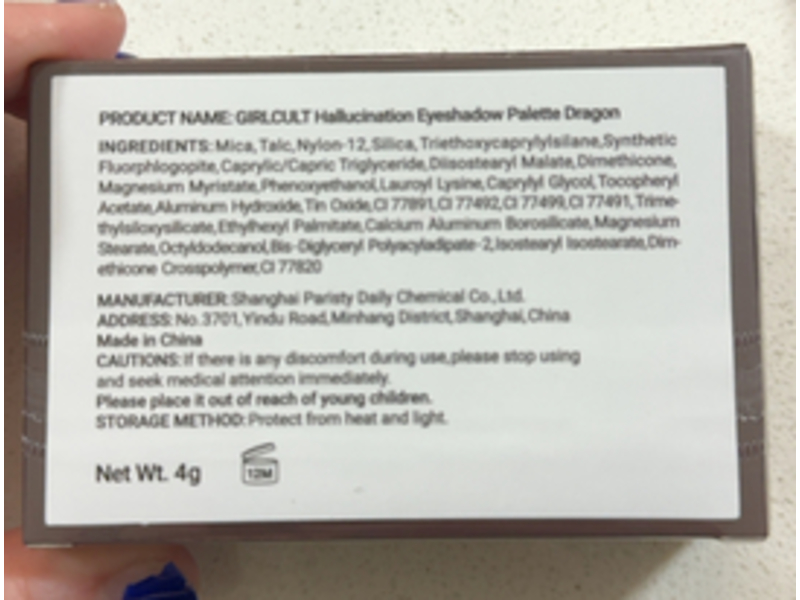 PRODUCT NAME: GIRLCULT Hallucination Eyeshadow Palette Dragon
INGREDIENTS: Mica, Talc,Nylon-12,Silica, Triethoxycaprylylsilane,Synthetic
Fluorphlogopite,Caprylic/Capric Triglyceride,Diisostearyl Malate,Dimethicone,
Magnesium Myristate,Phenoxyethanol,Lauroyl Lysine,Caprylyl Glycol,Tocopheryl
Acetate,Aluminum Hydroxide,Tin Oxide,CI 77891,CI 77492,CI 77499,CI 77491,Trime-
thylsiloxysilicate,Ethylhexyl Palmitate,Calcium Aluminum Borosilicate,Magnesium
Stearate,Octyldodecanol,Bis-Diglyceryl Polyacyladipate-2,Isostearyl Isostearate,Dim-
ethicone Crosspolymer,CI 77820
MANUFACTURER: Shanghai Paristy Daily Chemical Co.,Ltd.
ADDRESS: No.3701,Yindu Road,Minhang District,Shanghai,China
Made in China
CAUTIONS: If there is any discomfort during use,please stop using
and seek medical attention immediately.
Please place it out of reach of young children.
STORAGE METHOD: Protect from heat and light.
Net Wt. 4g
12M